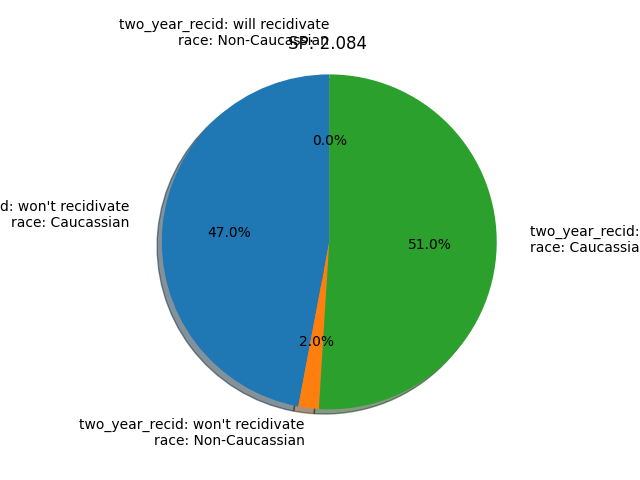 two_year_recid: will recidivate
race: Non-Caucassian
SP: 2.084
0.0%
d: won't recidivate
race: Caucassian
47.0%
51.0%
two_year_recid:
race: Caucassia
2.0%
two_year_recid: won't recidivate
race: Non-Caucassian